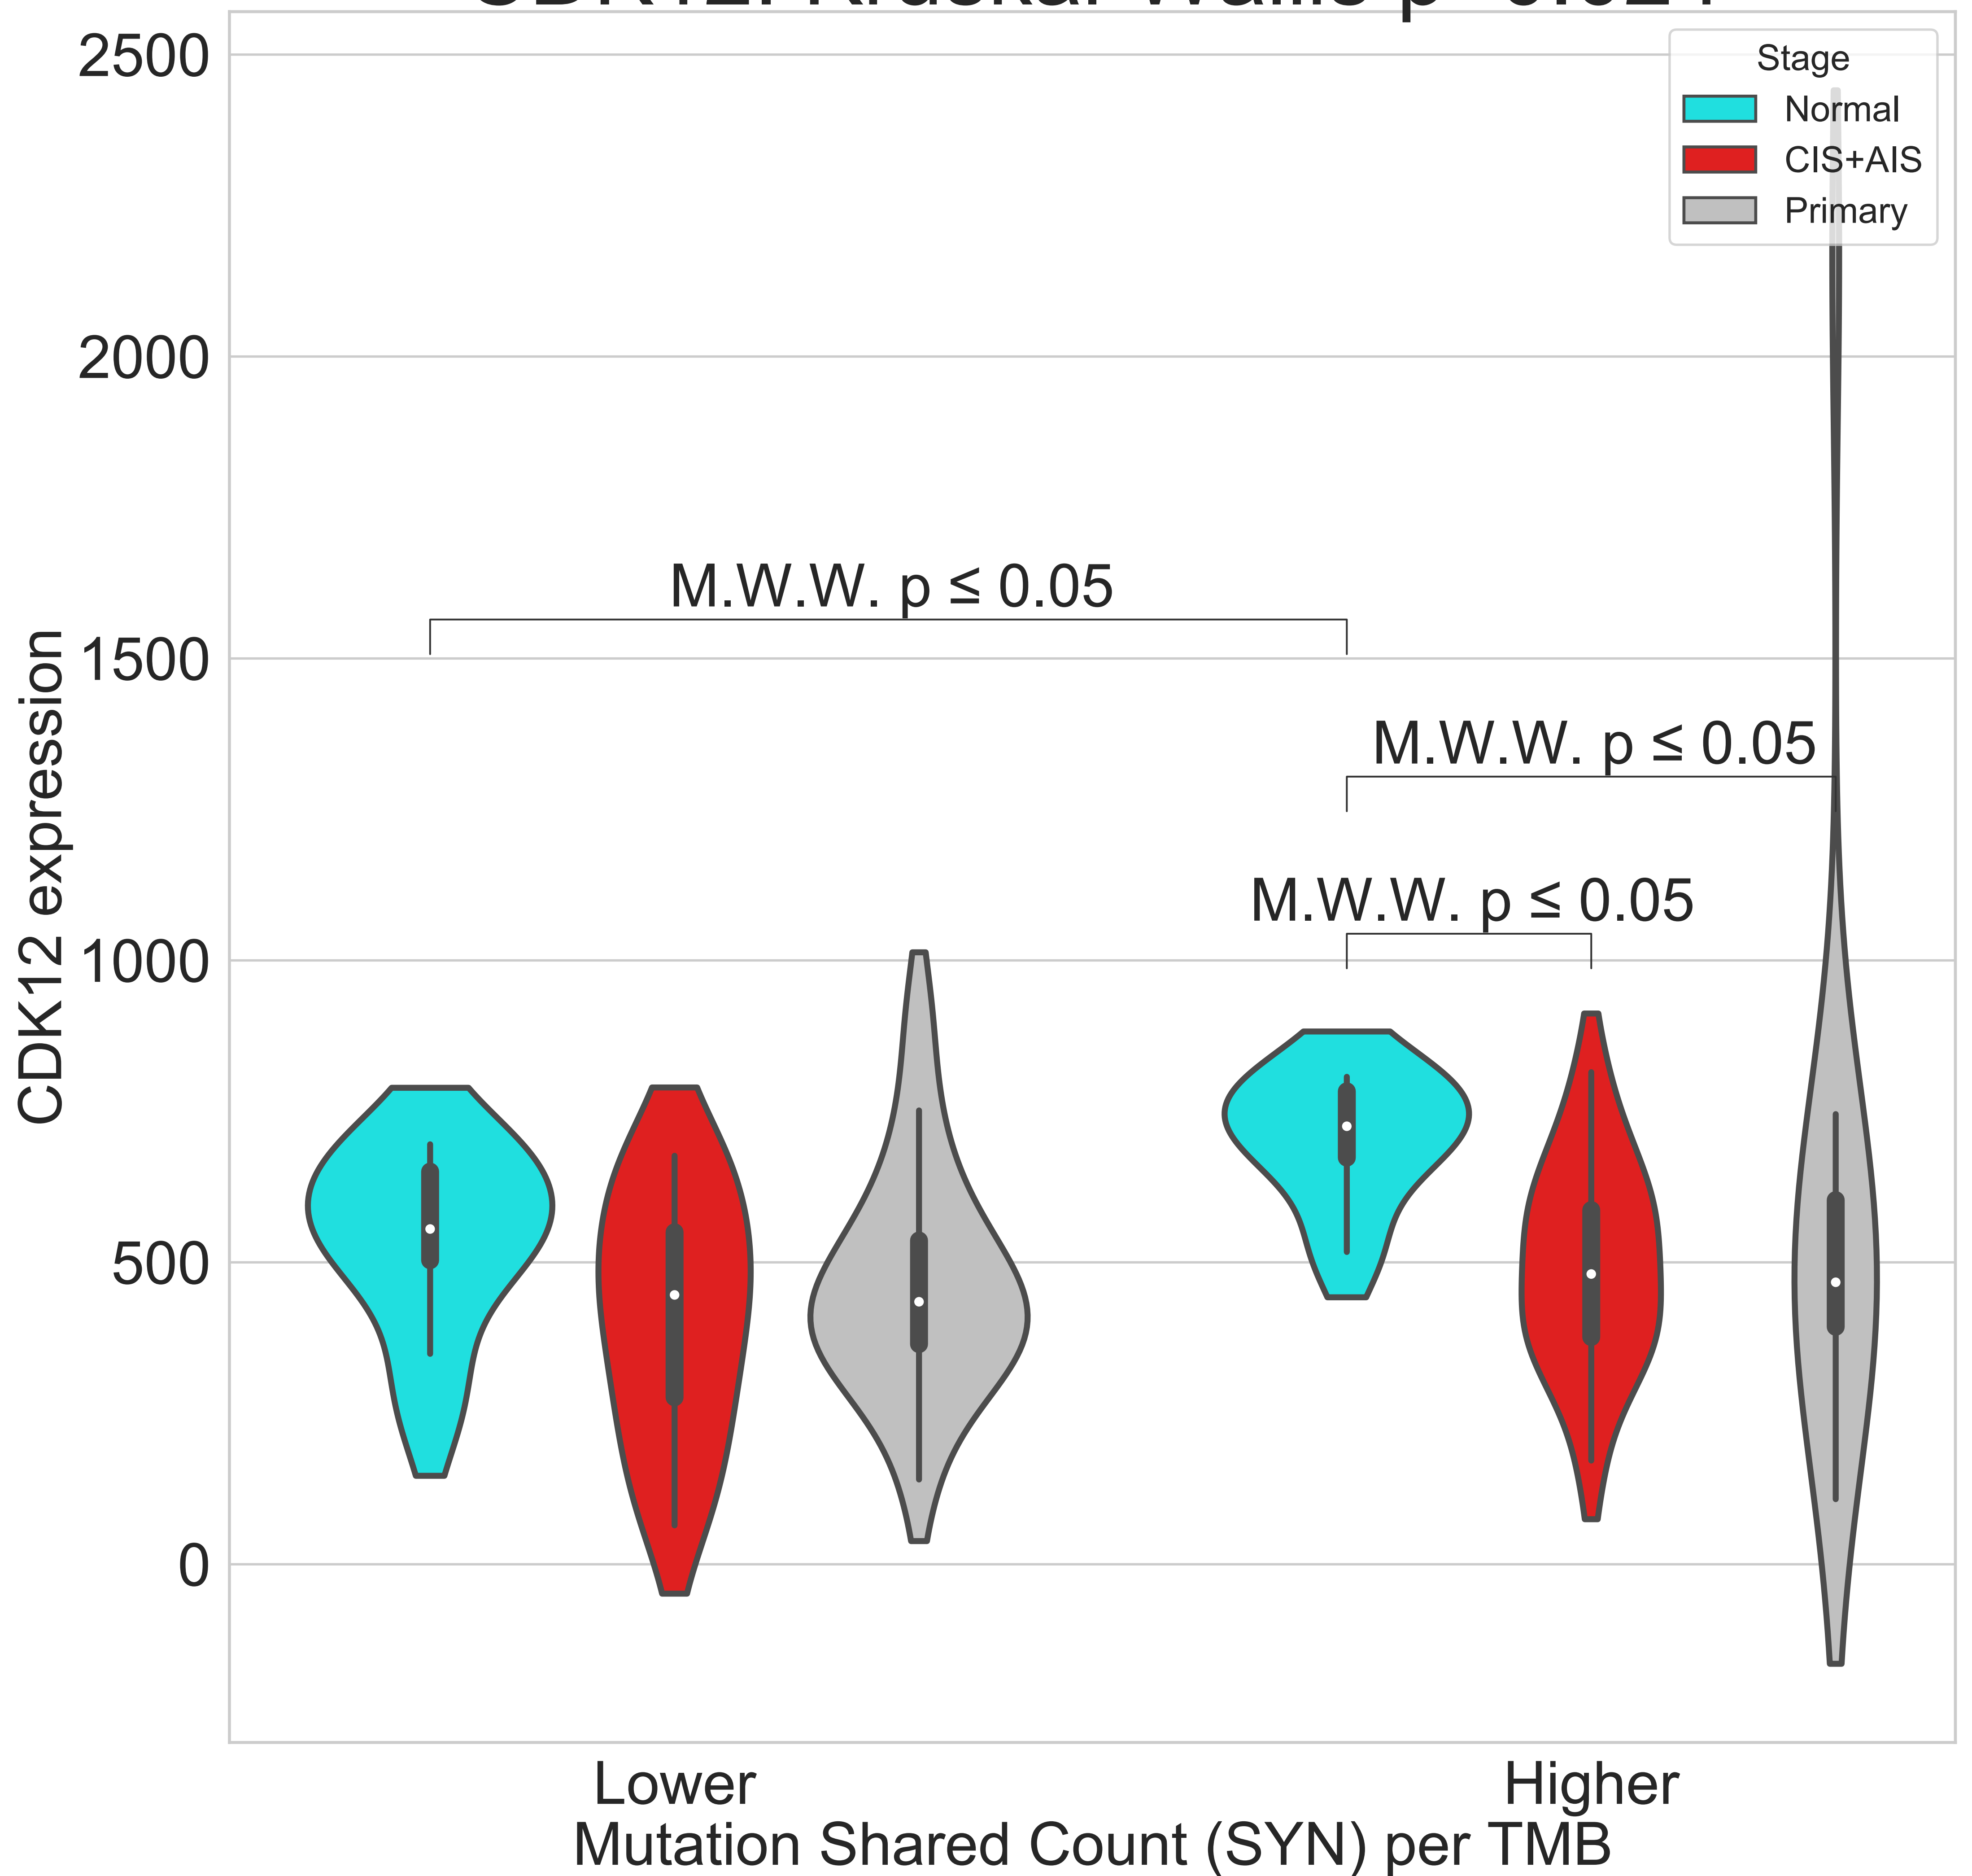 2500
2000
1500
1000
500
0
CDK12 expression
Stage
Normal
CIS+AIS
Primary
M.W.W. p ≤ 0.05
M.W.W. p ≤ 0.05
M.W.W. p ≤ 0.05
Lower
Higher
Mutation Shared Count (SYN) per TMB